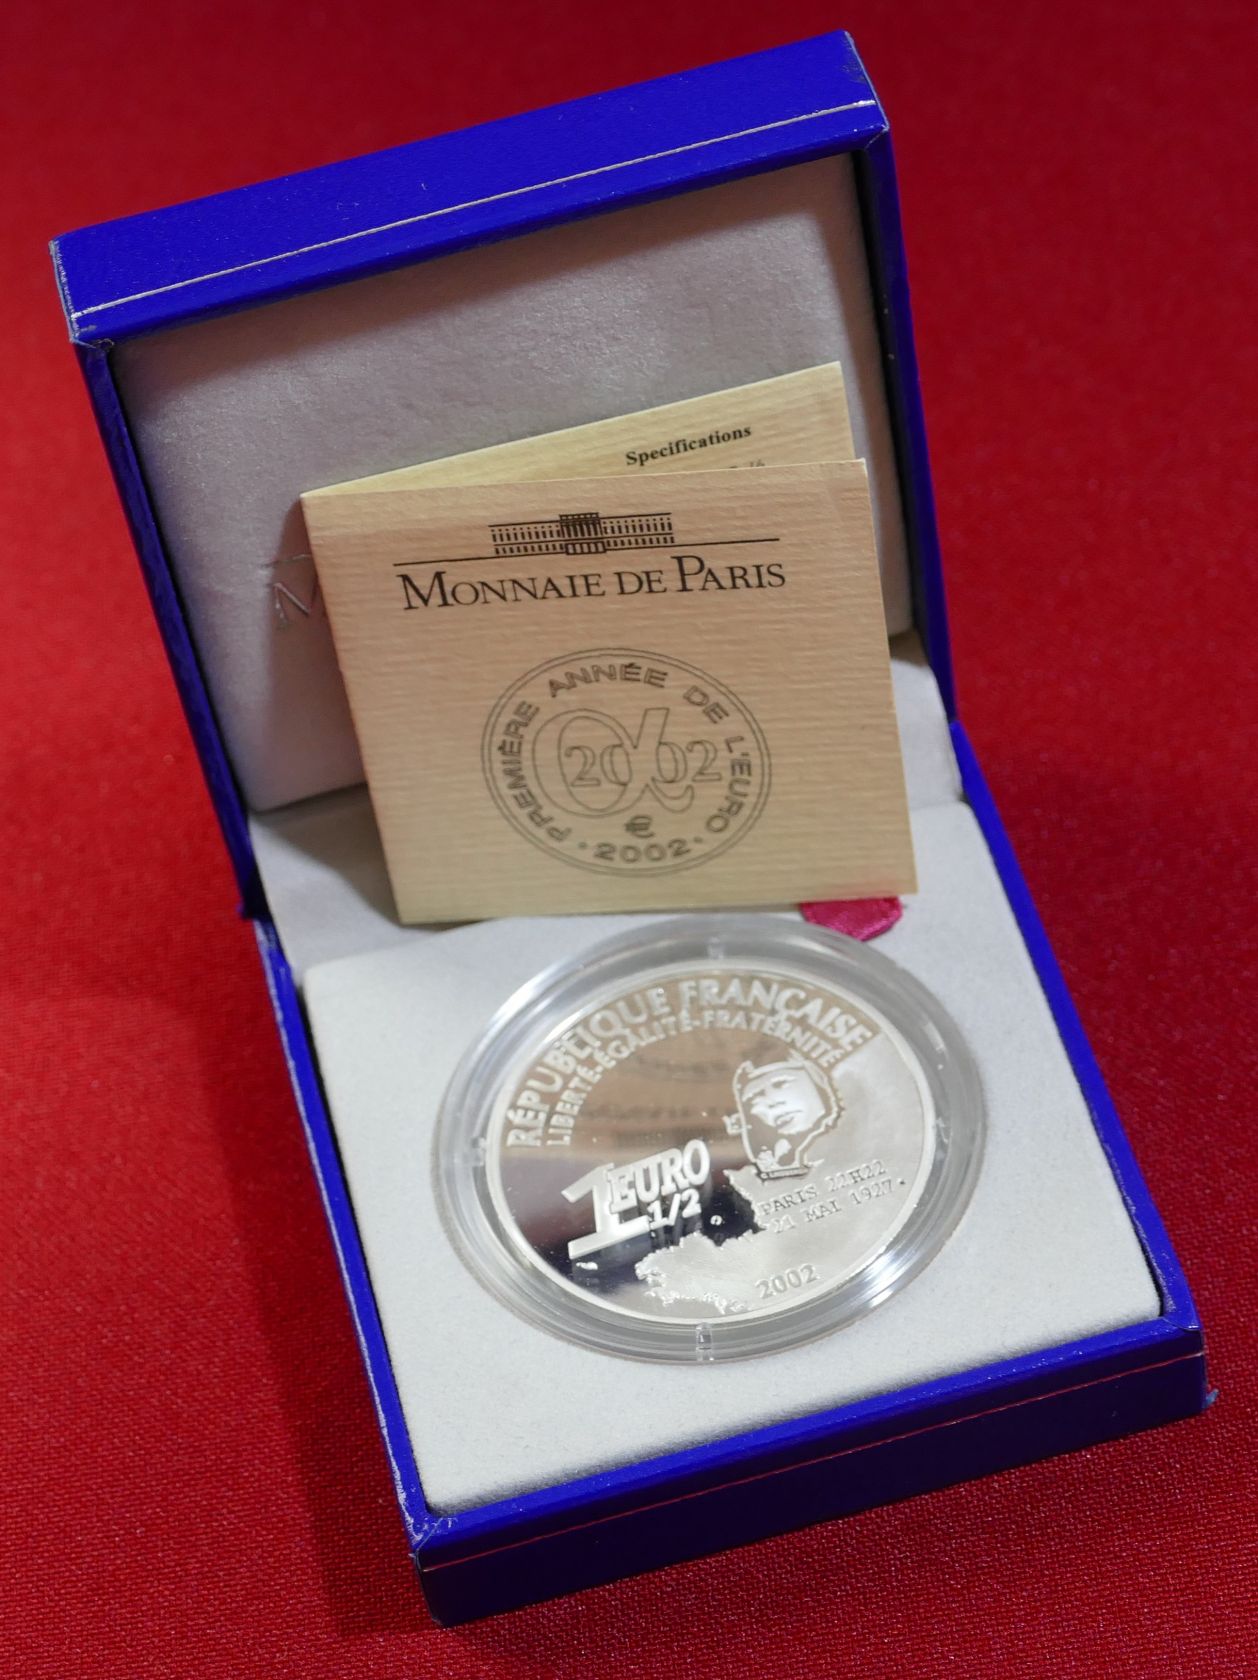 Specifications
MONNAIE DE PARIS
PREMIÈRE ANNÉE DE L'EURO
2002
€
• 2002 •
M
RÉPUBLIQUE FRANÇAISE
LIBERTÉ-ÉGALITÉ-FRATERNITÉ
1 EURO
1/2
PARIS 22H22
21 MAI 1927
2002